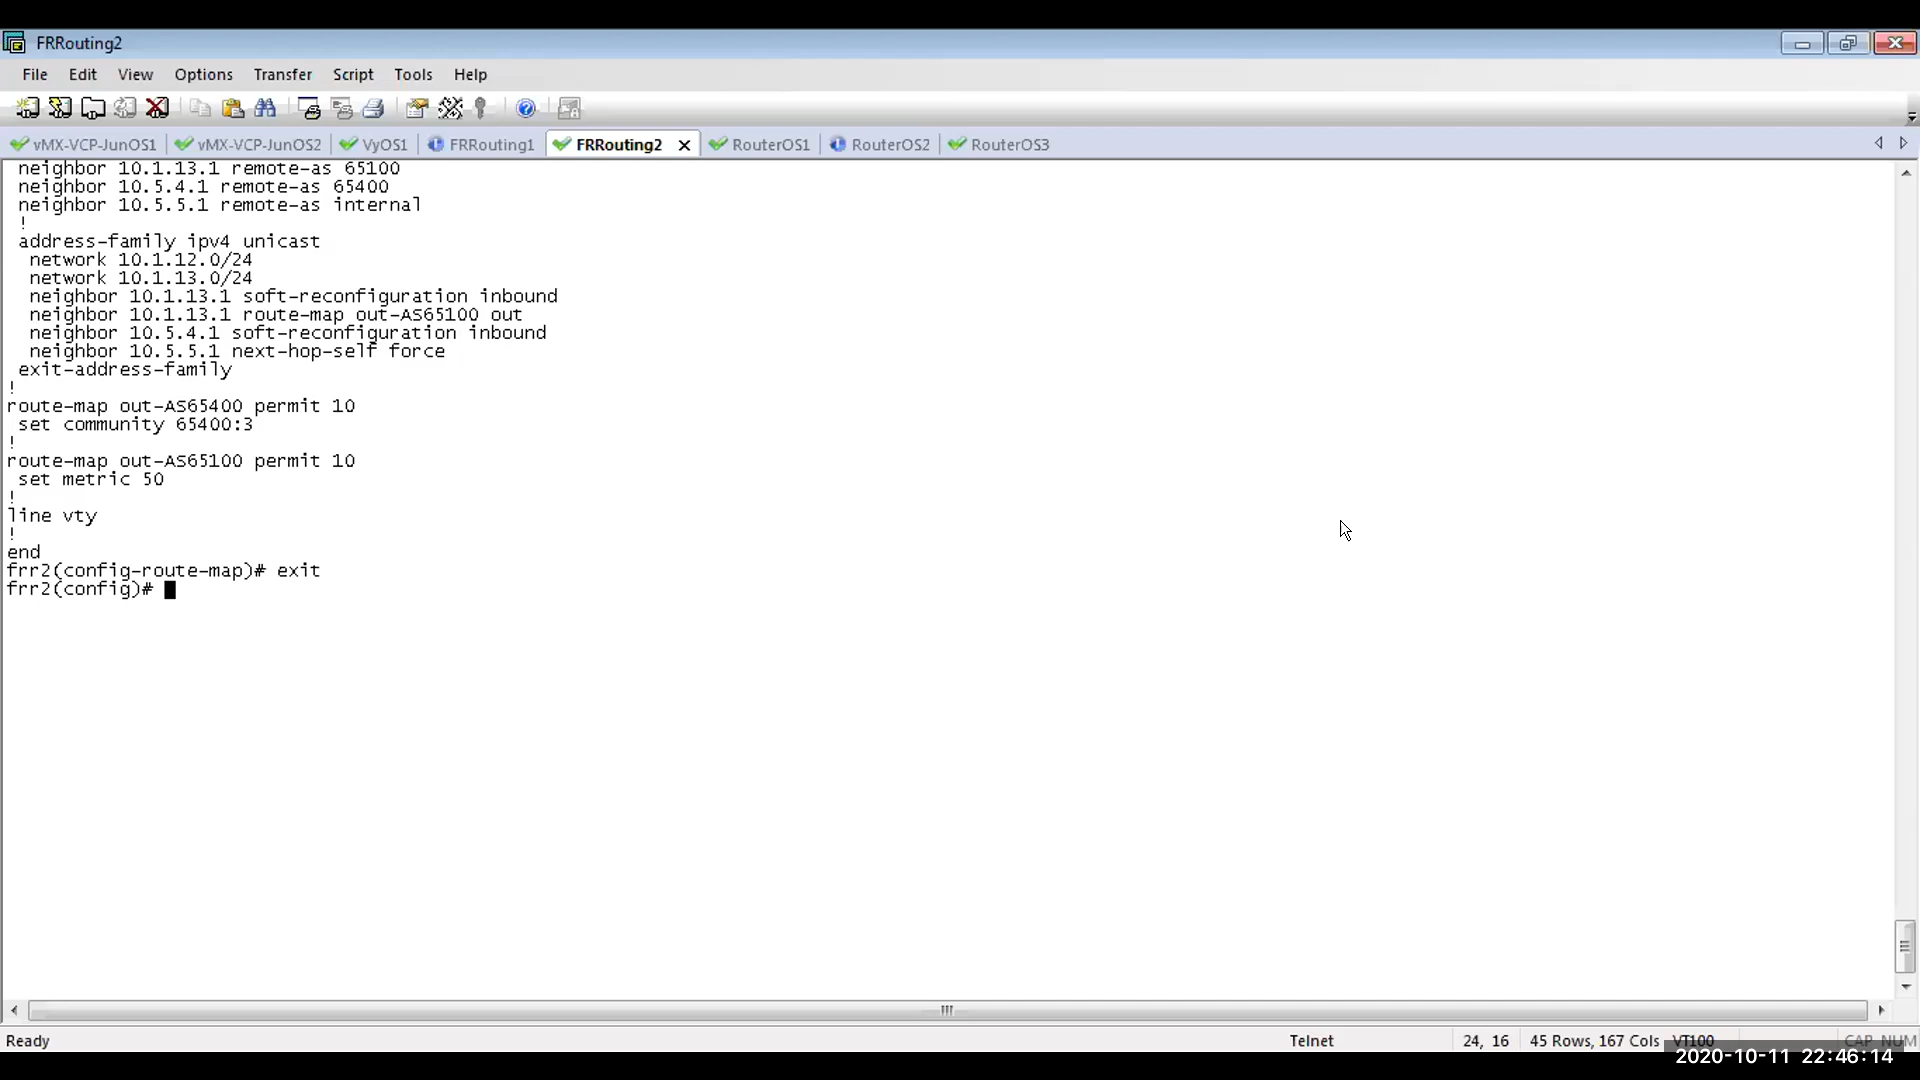 FRRouting2
File Edit View Options Transfer Script Tools Help
vMX-VCP-JunOS1 vMX-VCP-JunOS2 VyOS1 FRRouting1 FRRouting2 RouterOS1 RouterOS2 RouterOS3
neighbor 10.1.13.1 remote-as 65100
neighbor 10.5.4.1 remote-as 65400
neighbor 10.5.5.1 remote-as internal
!
address-family ipv4 unicast
network 10.1.12.0/24
network 10.1.13.0/24
neighbor 10.1.13.1 soft-reconfiguration inbound
neighbor 10.1.13.1 route-map out-AS65100 out
neighbor 10.5.4.1 soft-reconfiguration inbound
neighbor 10.5.5.1 next-hop-self force
exit-address-family
!
route-map out-AS65400 permit 10
set community 65400:3
!
route-map out-AS65100 permit 10
set metric 50
!
line vty
!
end
frr2(config-route-map)# exit
frr2(config)#
Ready Telnet 24, 16 45 Rows, 167 Cols VT100 CAP NUM
2020-10-11 22:46:14